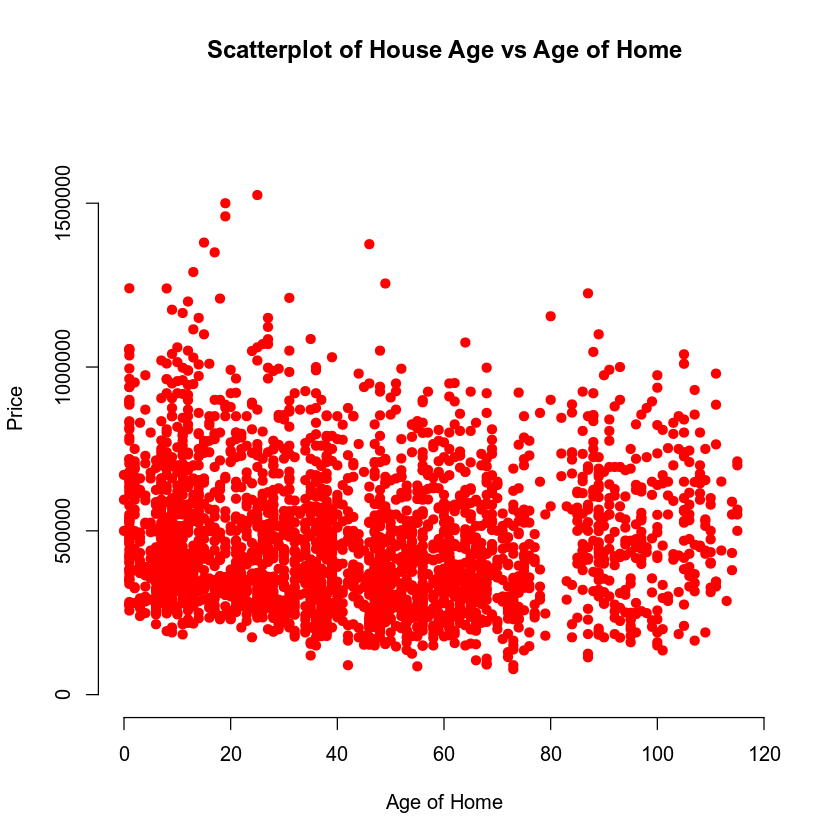 Scatterplot of House Age vs Age of Home
Price
1500000
1000000
500000
0
0 20 40 60 80 100 120
Age of Home